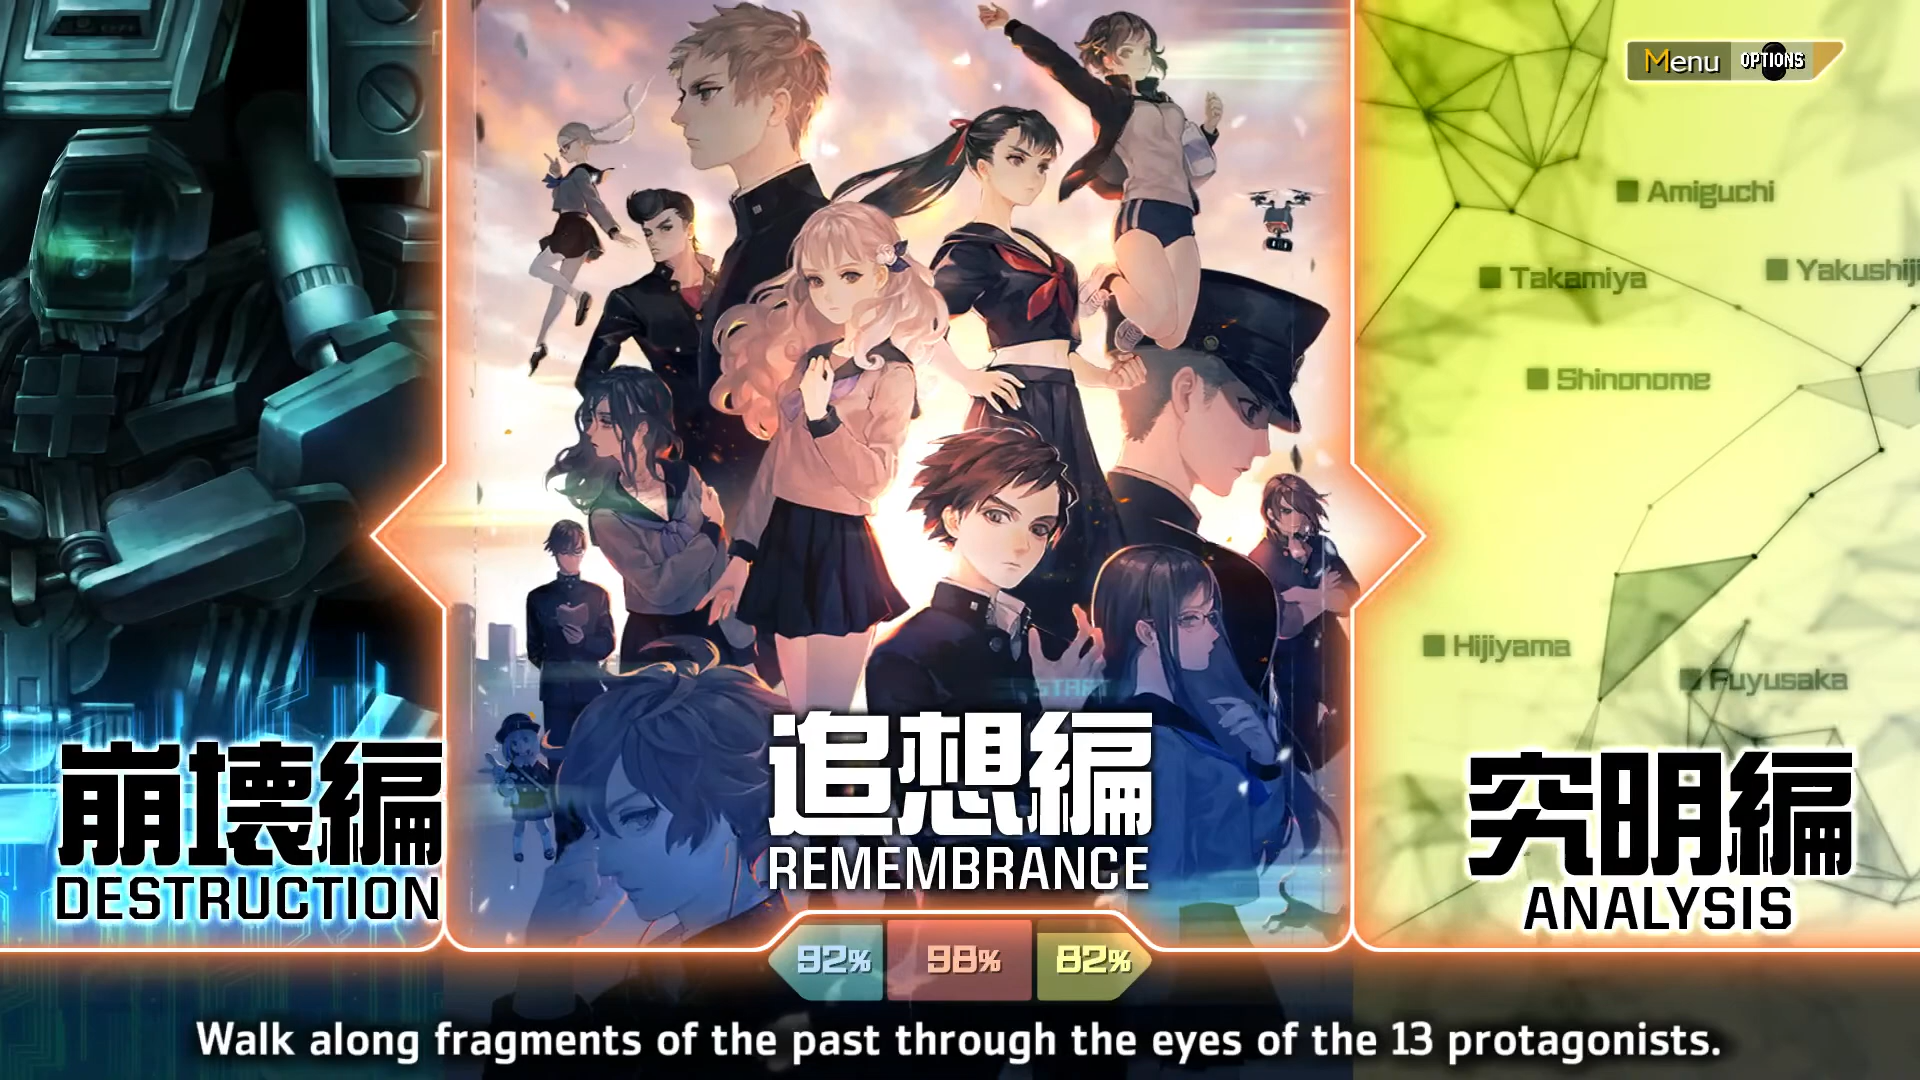 Menu OPTIONS
Amiguchi
Takamiya
Yakushiji
Shinonome
Hijiyama
Fuyusaka
START
崩壊編
DESTRUCTION
追想編
REMEMBRANCE
究明編
ANALYSIS
92% 98% 82%
Walk along fragments of the past through the eyes of the 13 protagonists.